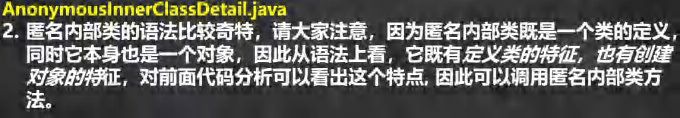 AnonymousInnerClassDetail.java
2. 匿名内部类的语法比较奇特，请大家注意，因为匿名内部类既是一个类的定义，
同时它本身也是一个对象，因此从语法上看，它既有定义类的特征，也有创建
对象的特征，对前面代码分析可以看出这个特点, 因此可以调用匿名内部类方
法。